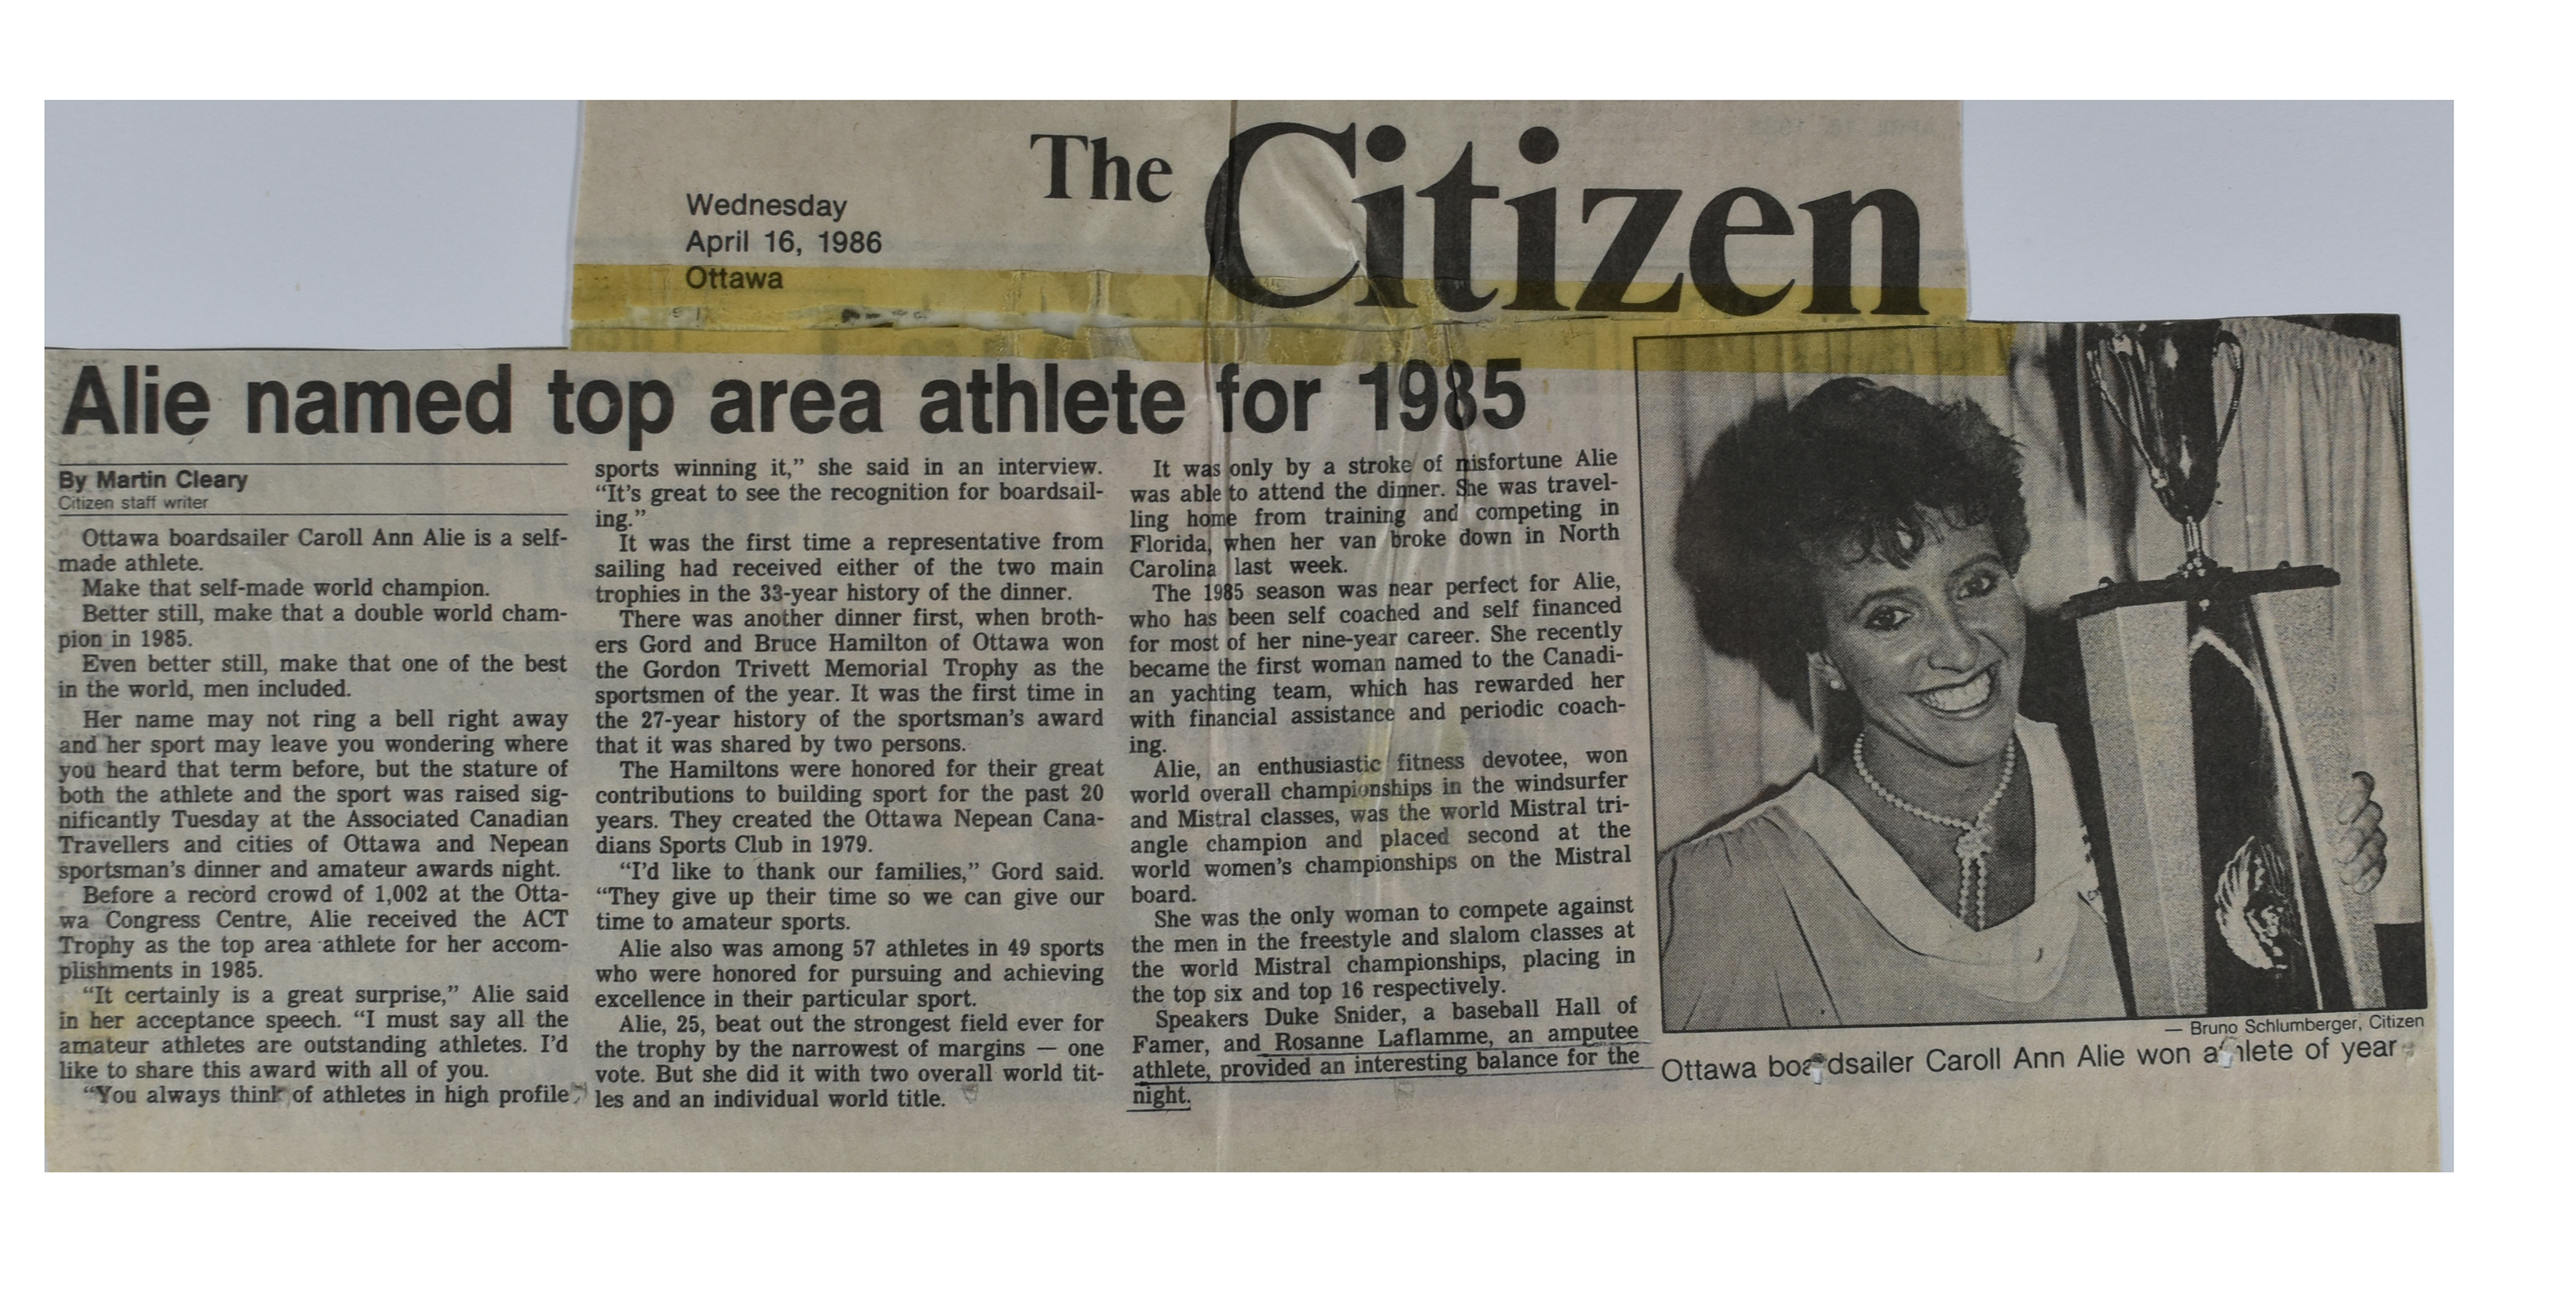 The Citizen
Wednesday
April 16, 1986
Ottawa
Alie named top area athlete for 1985
By Martin Cleary
Citizen staff writer
Ottawa boardsailer Caroll Ann Alie is a self-
made athlete.
Make that self-made world champion.
Better still, make that a double world cham-
pion in 1985.
Even better still, make that one of the best
in the world, men included.
Her name may not ring a bell right away
and her sport may leave you wondering where
you heard that term before, but the stature of
both the athlete and the sport was raised sig-
nificantly Tuesday at the Associated Canadian
Travellers and cities of Ottawa and Nepean
sportsman's dinner and amateur awards night.
Before a record crowd of 1,002 at the Otta-
wa Congress Centre, Alie received the ACT
Trophy as the top area athlete for her accom-
plishments in 1985.
“It certainly is a great surprise,” Alie said
in her acceptance speech. “I must say all the
amateur athletes are outstanding athletes. I'd
like to share this award with all of you.
“You always think of athletes in high profile
sports winning it,” she said in an interview.
“It's great to see the recognition for boardsail-
ing.”
It was the first time a representative from
sailing had received either of the two main
trophies in the 33-year history of the dinner.
There was another dinner first, when broth-
ers Gord and Bruce Hamilton of Ottawa won
the Gordon Trivett Memorial Trophy as the
sportsmen of the year. It was the first time in
the 27-year history of the sportsman's award
that it was shared by two persons.
The Hamiltons were honored for their great
contributions to building sport for the past 20
years. They created the Ottawa Nepean Cana-
dians Sports Club in 1979.
“I'd like to thank our families,” Gord said.
“They give up their time so we can give our
time to amateur sports.
Alie also was among 57 athletes in 49 sports
who were honored for pursuing and achieving
excellence in their particular sport.
Alie, 25, beat out the strongest field ever for
the trophy by the narrowest of margins — one
vote. But she did it with two overall world tit-
les and an individual world title.
It was only by a stroke of misfortune Alie
was able to attend the dinner. She was travel-
ling home from training and competing in
Florida, when her van broke down in North
Carolina last week.
The 1985 season was near perfect for Alie,
who has been self coached and self financed
for most of her nine-year career. She recently
became the first woman named to the Canadi-
an yachting team, which has rewarded her
with financial assistance and periodic coach-
ing.
Alie, an enthusiastic fitness devotee, won
world overall championships in the windsurfer
and Mistral classes, was the world Mistral tri-
angle champion and placed second at the
world women's championships on the Mistral
board.
She was the only woman to compete against
the men in the freestyle and slalom classes at
the world Mistral championships, placing in
the top six and top 16 respectively.
Speakers Duke Snider, a baseball Hall of
Famer, and Rosanne Laflamme, an amputee
athlete, provided an interesting balance for the
night.
— Bruno Schlumberger, Citizen
Ottawa boardsailer Caroll Ann Alie won athlete of year